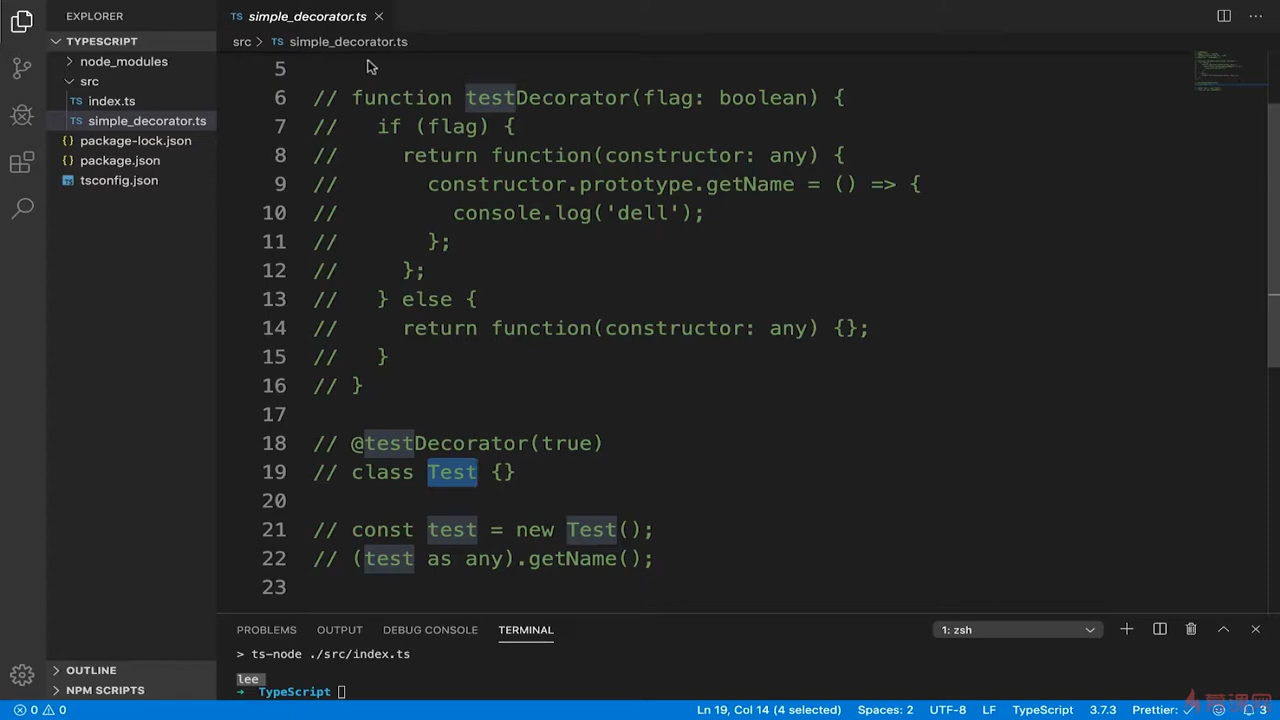 EXPLORER
TS simple_decorator.ts
TYPESCRIPT
src > TS simple_decorator.ts
node_modules
src
TS index.ts
TS simple_decorator.ts
{} package-lock.json
{} package.json
tsconfig.json
5
6 // function testDecorator(flag: boolean) {
7 //   if (flag) {
8 //     return function(constructor: any) {
9 //       constructor.prototype.getName = () => {
10 //         console.log('dell');
11 //       };
12 //     };
13 //   } else {
14 //     return function(constructor: any) {};
15 //   }
16 // }
17
18 // @testDecorator(true)
19 // class Test {}
20
21 // const test = new Test();
22 // (test as any).getName();
23
PROBLEMS OUTPUT DEBUG CONSOLE TERMINAL 1: zsh
> ts-node ./src/index.ts
lee
→ TypeScript
OUTLINE
NPM SCRIPTS
0 0 Ln 19, Col 14 (4 selected) Spaces: 2 UTF-8 LF TypeScript 3.7.3 Prettier: ✓ 3
慕课网